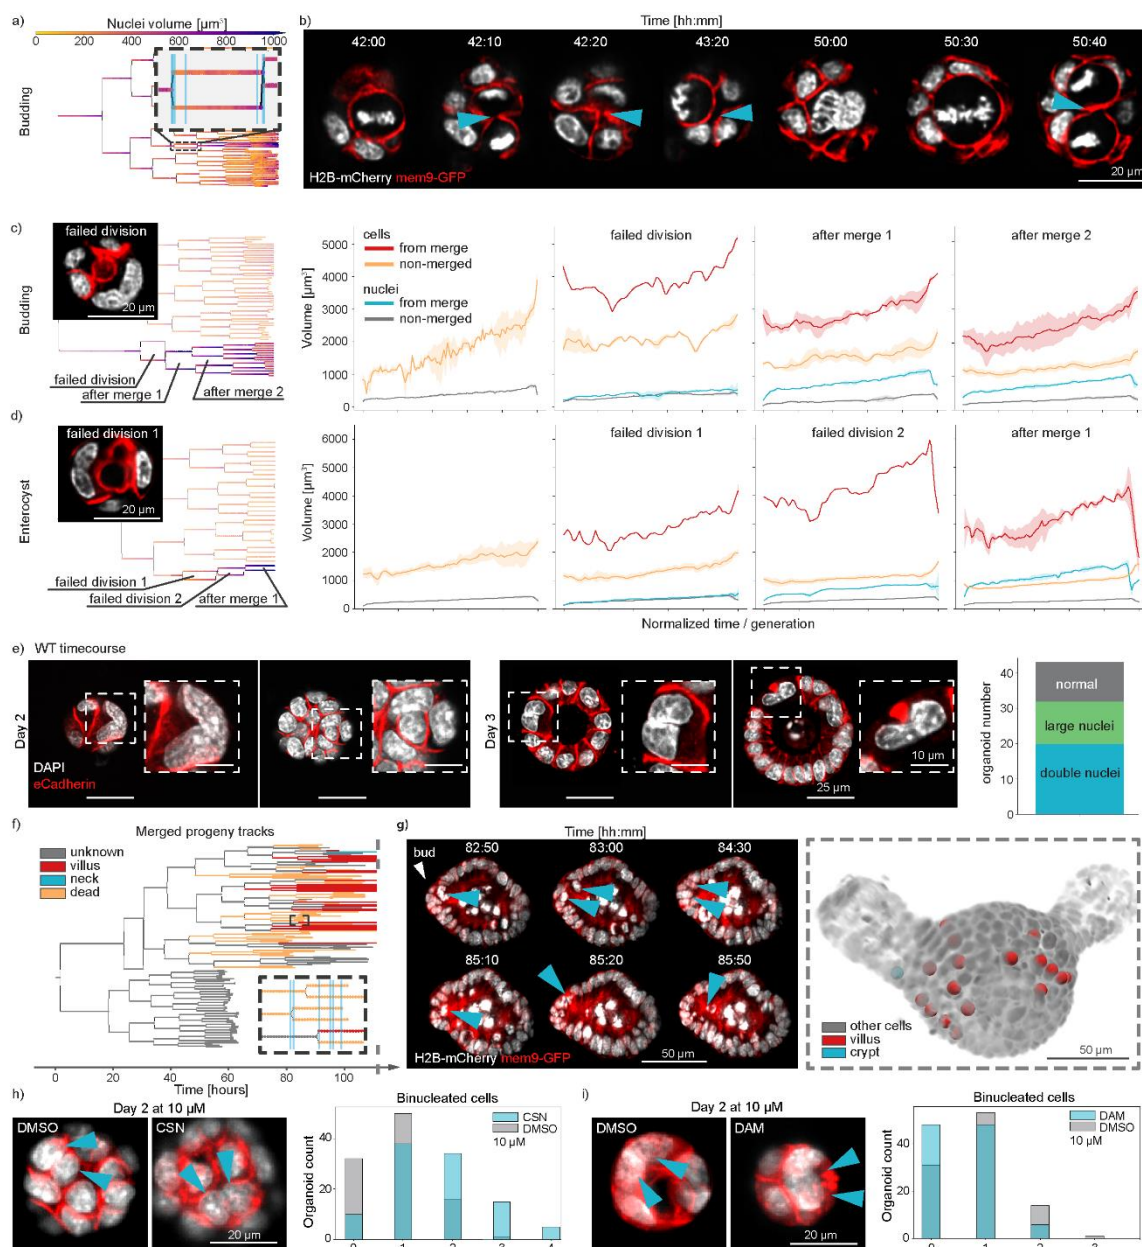 a)
Nuclei volume [µm³]
0 200 400 600 800 1000
Budding
b)
Time [hh:mm]
42:00 42:10 42:20 43:20 50:00 50:30 50:40
H2B-mCherry mem9-GFP
20 µm
c)
failed division
20 µm
Budding
failed division
after merge 1
after merge 2
cells
from merge
non-merged
nuclei
from merge
non-merged
failed division
after merge 1
after merge 2
Volume [µm³]
5000
4000
3000
2000
1000
0
d)
failed division 1
20 µm
Enterocyst
failed division 1
failed division 2
after merge 1
failed division 1
failed division 2
after merge 1
Volume [µm³]
6000
5000
4000
3000
2000
1000
0
Normalized time / generation
e) WT timecourse
Day 2
DAPI
eCadherin
Day 3
25 µm
10 µm
organoid number
40
30
20
10
0
normal
large nuclei
double nuclei
f)
Merged progeny tracks
unknown
villus
neck
dead
0 20 40 60 80 100
Time [hours]
g)
Time [hh:mm]
bud
82:50 83:00 84:30
85:10 85:20 85:50
H2B-mCherry mem9-GFP
50 µm
other cells
villus
crypt
50 µm
h)
Day 2 at 10 µM
DMSO
CSN
20 µm
Binucleated cells
CSN
DMSO
10 µM
Organoid count
40
20
0
0 1 2 3 4
i)
Day 2 at 10 µM
DMSO
DAM
20 µm
Binucleated cells
DAM
DMSO
10 µM
Organoid count
40
20
0
0 1 2 3